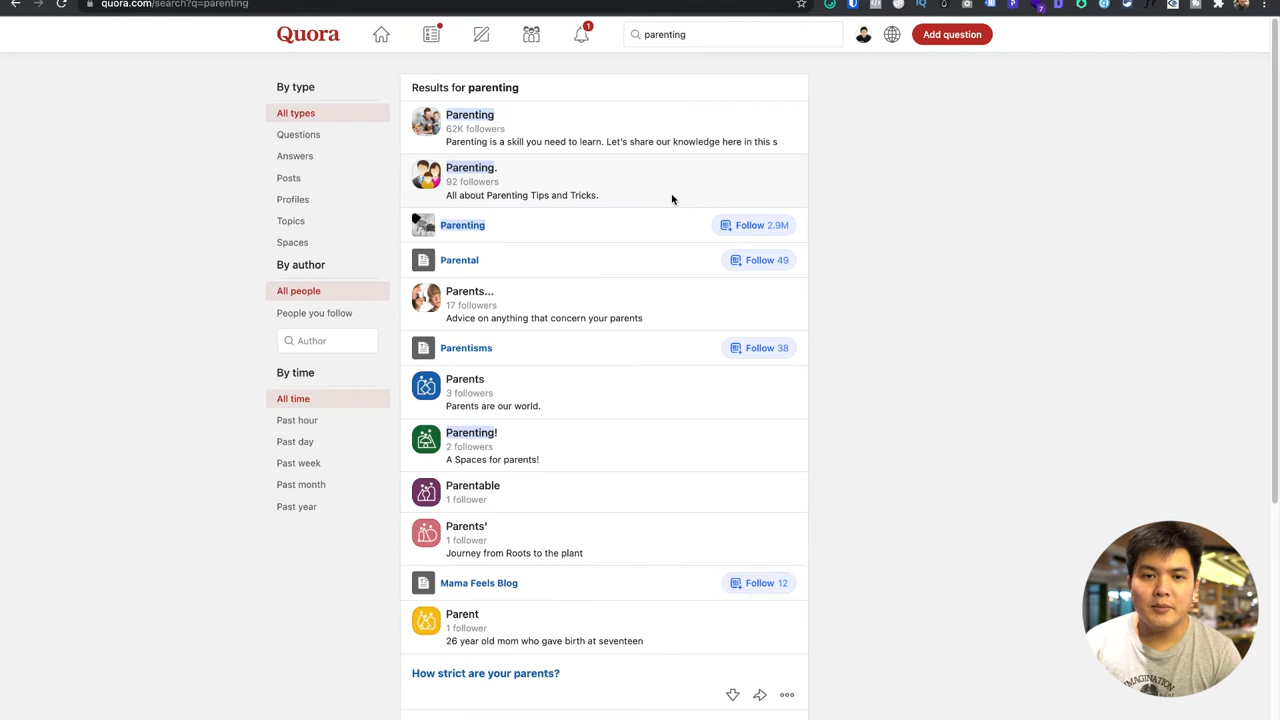 quora.com/search?q=parenting
Quora
1
parenting
Add question
By type
All types
Questions
Answers
Posts
Profiles
Topics
Spaces
By author
All people
People you follow
Author
By time
All time
Past hour
Past day
Past week
Past month
Past year
Results for parenting
Parenting
62K followers
Parenting is a skill you need to learn. Let's share our knowledge here in this s
Parenting.
92 followers
All about Parenting Tips and Tricks.
Parenting
Follow 2.9M
Parental
Follow 49
Parents...
17 followers
Advice on anything that concern your parents
Parentisms
Follow 38
Parents
3 followers
Parents are our world.
Parenting!
2 followers
A Spaces for parents!
Parentable
1 follower
Parents'
1 follower
Journey from Roots to the plant
Mama Feels Blog
Follow 12
Parent
1 follower
26 year old mom who gave birth at seventeen
How strict are your parents?
IMAGINATION